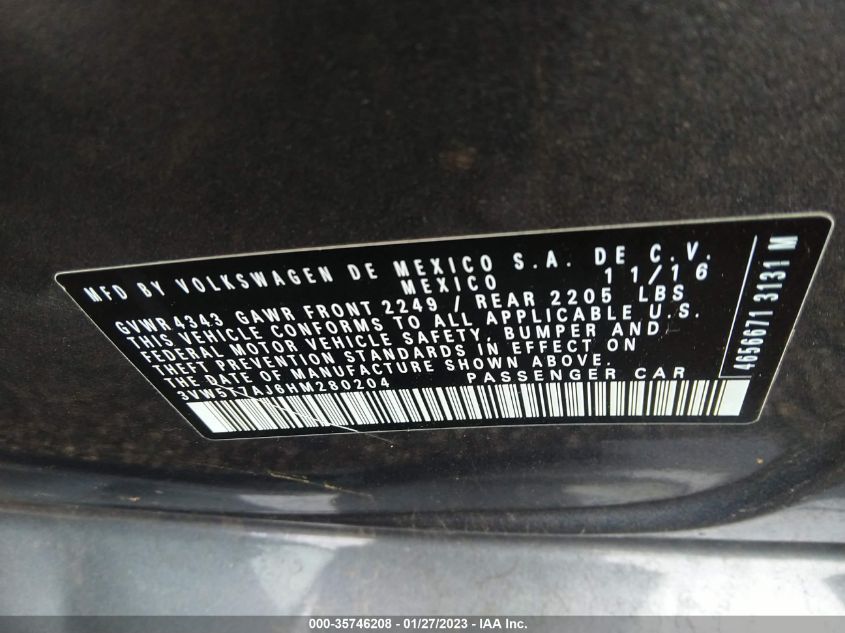 MFD BY VOLKSWAGEN DE MEXICO S.A. DE C.V.
MEXICO 11/16
GVWR 4343 GAWR FRONT 2249 / REAR 2205 LBS
THIS VEHICLE CONFORMS TO ALL APPLICABLE U.S.
FEDERAL MOTOR VEHICLE SAFETY, BUMPER AND
THEFT PREVENTION STANDARDS IN EFFECT ON
THE DATE OF MANUFACTURE SHOWN ABOVE.
3VW5T7AJ6HM280204 PASSENGER CAR
4656671 3131 M
000-35746208 - 01/27/2023 - © IAA Inc.